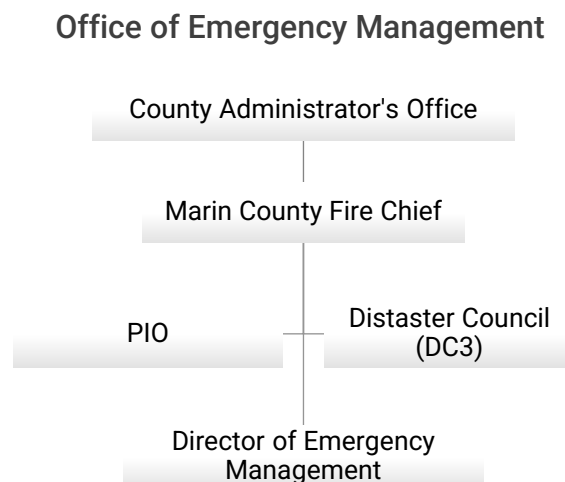 Office of Emergency Management
County Administrator's Office
Marin County Fire Chief
PIO
Distaster Council
(DC3)
Director of Emergency
Management